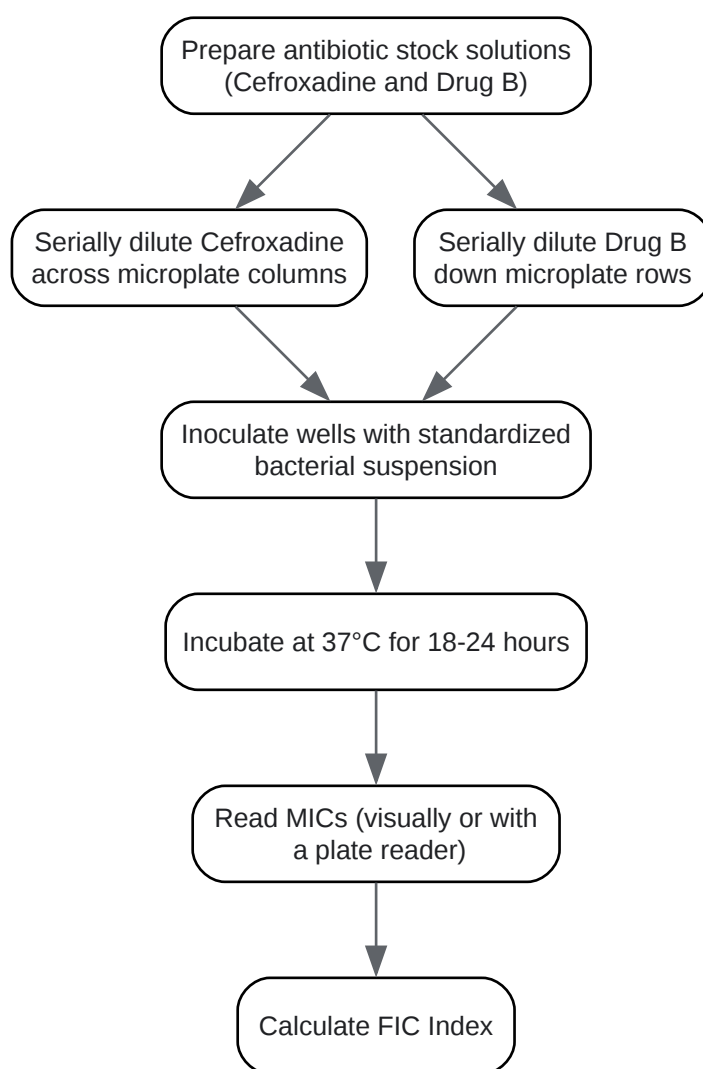 Prepare antibiotic stock solutions
(Cefroxadine and Drug B)
Serially dilute Cefroxadine
across microplate columns
Serially dilute Drug B
down microplate rows
Inoculate wells with standardized
bacterial suspension
Incubate at 37°C for 18-24 hours
Read MICs (visually or with
a plate reader)
Calculate FIC Index